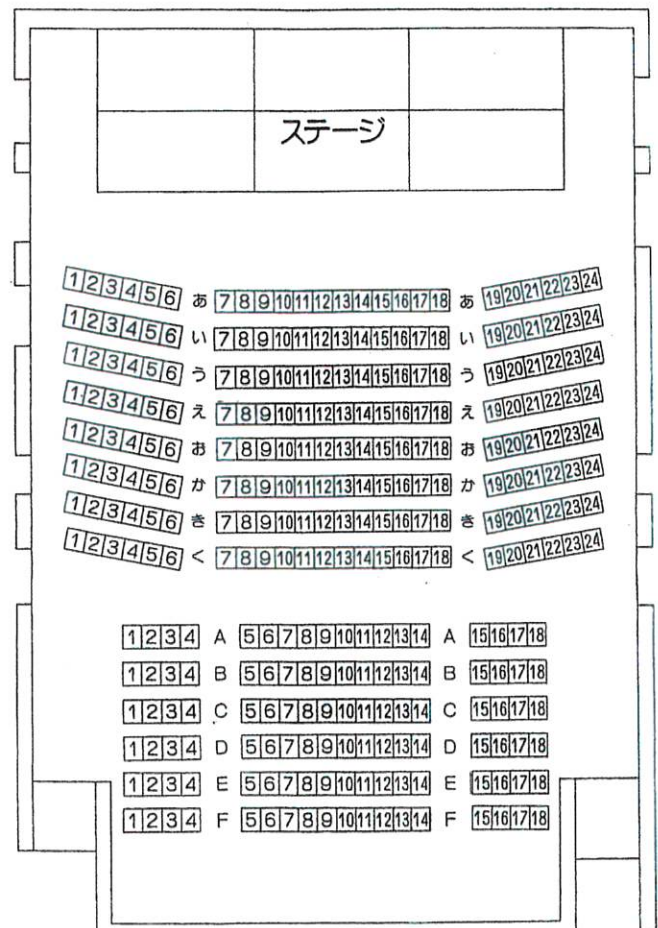 ステージ
1 2 3 4 5 6 あ 7 8 9 10 11 12 13 14 15 16 17 18 あ 19 20 21 22 23 24
1 2 3 4 5 6 い 7 8 9 10 11 12 13 14 15 16 17 18 い 19 20 21 22 23 24
1 2 3 4 5 6 う 7 8 9 10 11 12 13 14 15 16 17 18 う 19 20 21 22 23 24
1 2 3 4 5 6 え 7 8 9 10 11 12 13 14 15 16 17 18 え 19 20 21 22 23 24
1 2 3 4 5 6 お 7 8 9 10 11 12 13 14 15 16 17 18 お 19 20 21 22 23 24
1 2 3 4 5 6 か 7 8 9 10 11 12 13 14 15 16 17 18 か 19 20 21 22 23 24
1 2 3 4 5 6 き 7 8 9 10 11 12 13 14 15 16 17 18 き 19 20 21 22 23 24
1 2 3 4 5 6 く 7 8 9 10 11 12 13 14 15 16 17 18 く 19 20 21 22 23 24
1 2 3 4 A 5 6 7 8 9 10 11 12 13 14 A 15 16 17 18
1 2 3 4 B 5 6 7 8 9 10 11 12 13 14 B 15 16 17 18
1 2 3 4 C 5 6 7 8 9 10 11 12 13 14 C 15 16 17 18
1 2 3 4 D 5 6 7 8 9 10 11 12 13 14 D 15 16 17 18
1 2 3 4 E 5 6 7 8 9 10 11 12 13 14 E 15 16 17 18
1 2 3 4 F 5 6 7 8 9 10 11 12 13 14 F 15 16 17 18